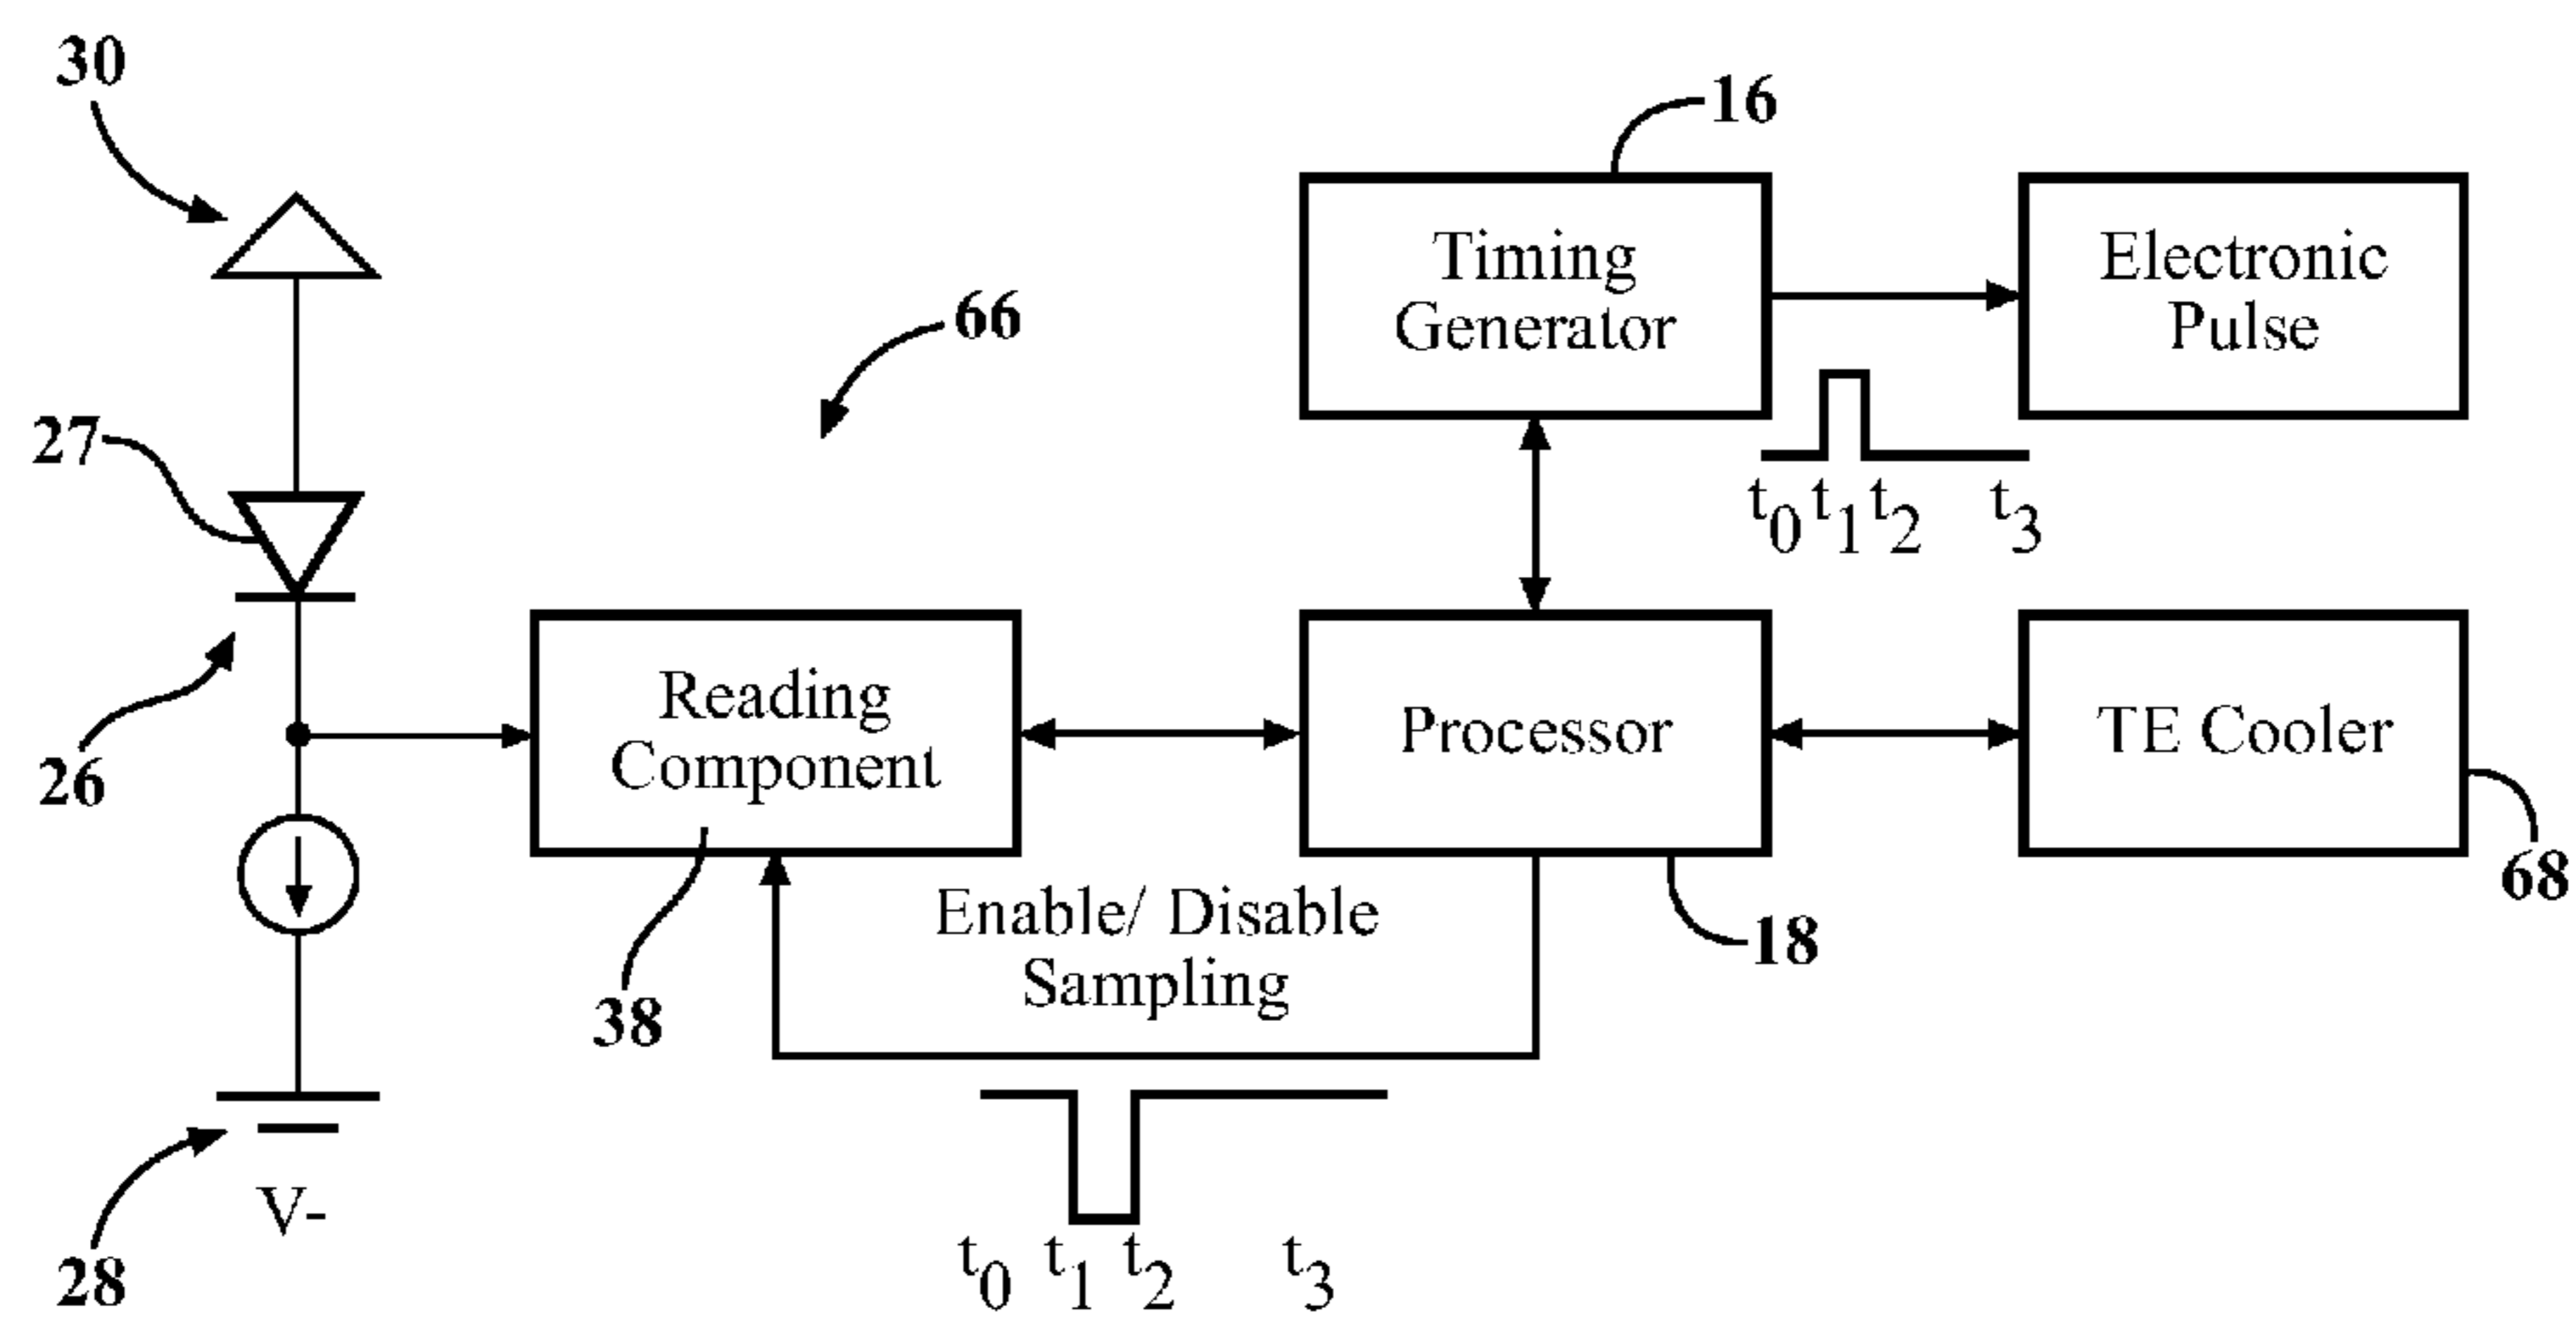 30
16
Timing
Generator
Electronic
Pulse
66
27
t0 t1 t2 t3
Reading
Component
Processor
TE Cooler
26
68
Enable/ Disable
Sampling
18
38
V-
28
t0 t1 t2 t3